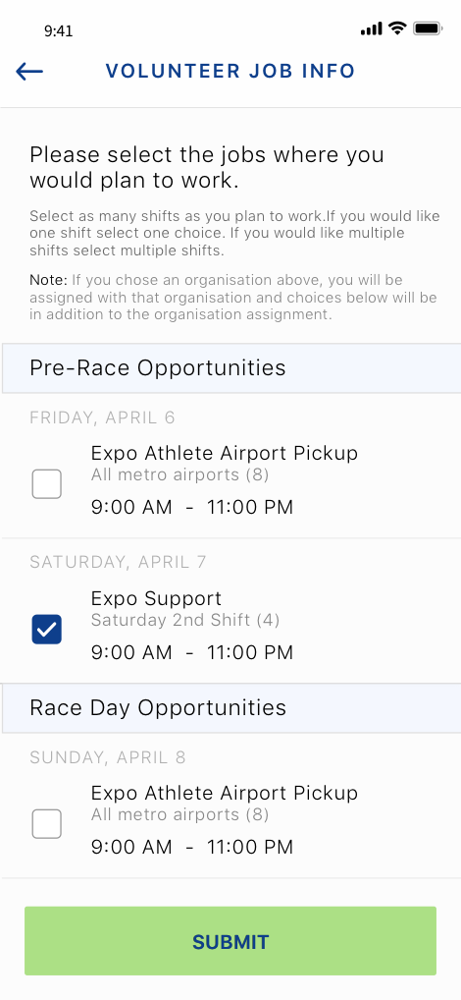 9:41
VOLUNTEER JOB INFO
Please select the jobs where you
would plan to work.
Select as many shifts as you plan to work.If you would like
one shift select one choice. If you would like multiple
shifts select multiple shifts.
Note: If you chose an organisation above, you will be
assigned with that organisation and choices below will be
in addition to the organisation assignment.
Pre-Race Opportunities
FRIDAY, APRIL 6
Expo Athlete Airport Pickup
All metro airports (8)
9:00 AM - 11:00 PM
SATURDAY, APRIL 7
Expo Support
Saturday 2nd Shift (4)
9:00 AM - 11:00 PM
Race Day Opportunities
SUNDAY, APRIL 8
Expo Athlete Airport Pickup
All metro airports (8)
9:00 AM - 11:00 PM
SUBMIT